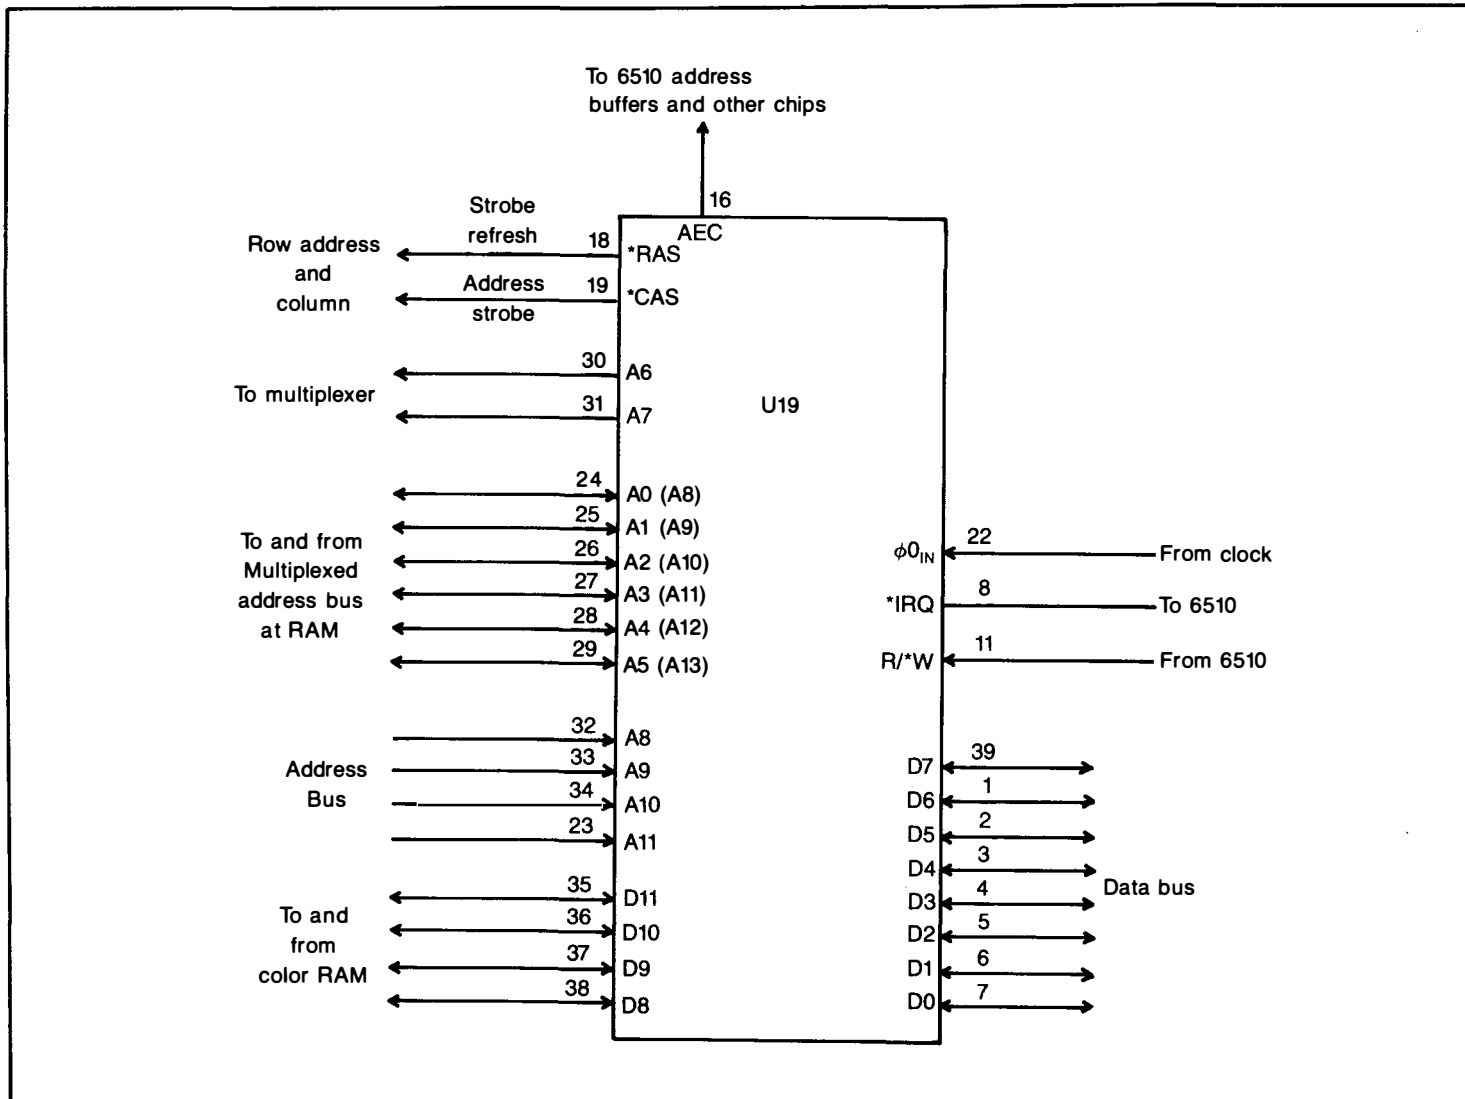 To 6510 address
buffers and other chips
16
AEC
Strobe
refresh
18
*RAS
Row address
and
column
Address
strobe
19
*CAS
30
A6
To multiplexer
31
A7
U19
24
A0 (A8)
25
A1 (A9)
To and from
Multiplexed
address bus
at RAM
26
A2 (A10)
27
A3 (A11)
28
A4 (A12)
29
A5 (A13)
ϕ0IN
22
From clock
*IRQ
8
To 6510
R/*W
11
From 6510
Address
Bus
32
A8
33
A9
34
A10
23
A11
To and
from
color RAM
35
D11
36
D10
37
D9
38
D8
D7
39
D6
1
D5
2
D4
3
D3
4
D2
5
D1
6
D0
7
Data bus